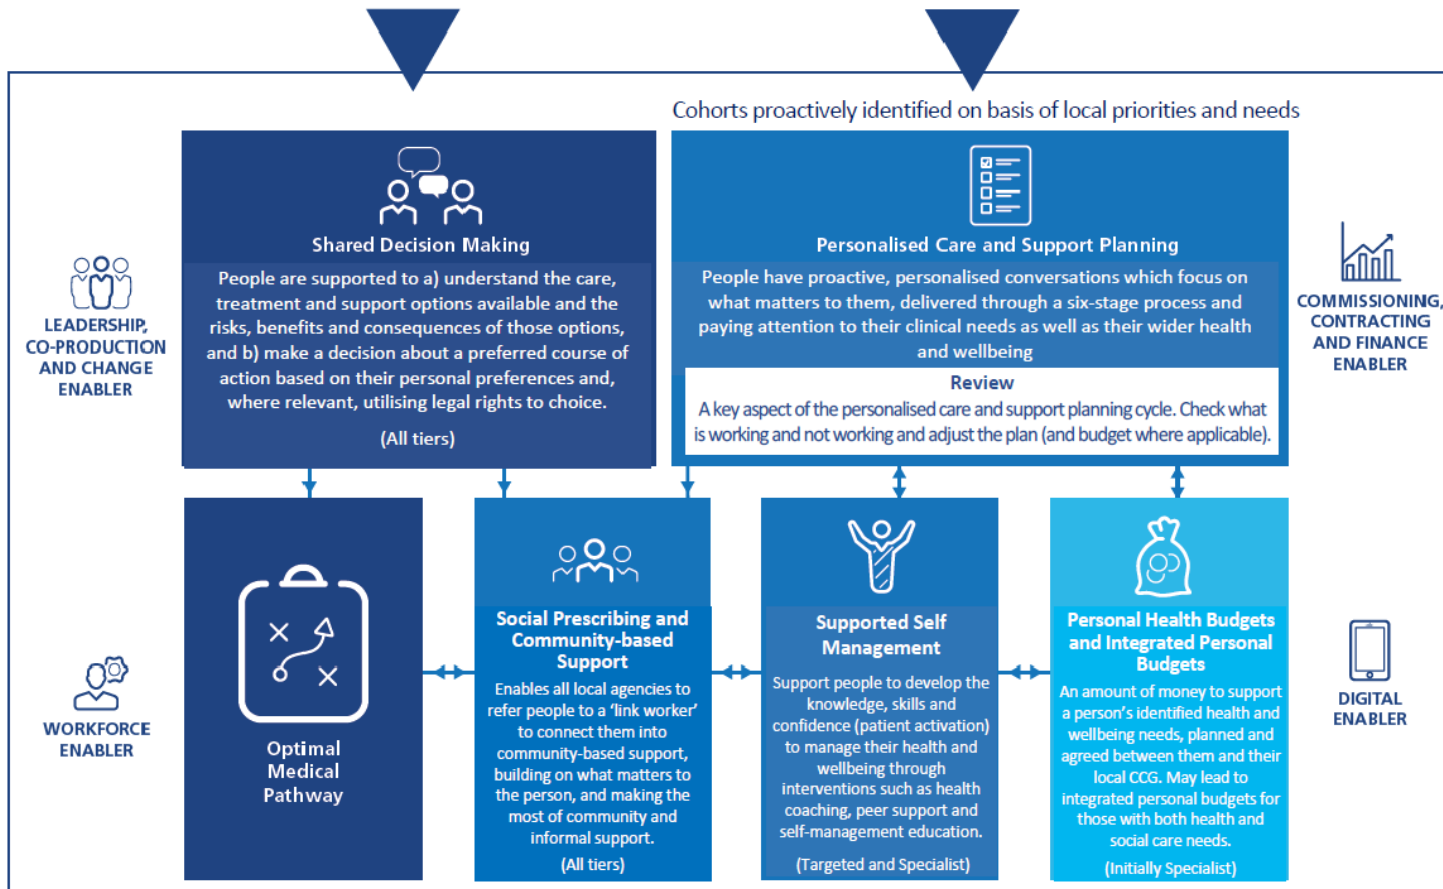 Cohorts proactively identified on basis of local priorities and needs
Shared Decision Making
People are supported to a) understand the care,
treatment and support options available and the
risks, benefits and consequences of those options,
and b) make a decision about a preferred course of
action based on their personal preferences and,
where relevant, utilising legal rights to choice.
(All tiers)
Personalised Care and Support Planning
People have proactive, personalised conversations which focus on
what matters to them, delivered through a six-stage process and
paying attention to their clinical needs as well as their wider health
and wellbeing
Review
A key aspect of the personalised care and support planning cycle. Check what
is working and not working and adjust the plan (and budget where applicable).
LEADERSHIP,
CO-PRODUCTION
AND CHANGE
ENABLER
COMMISSIONING,
CONTRACTING
AND FINANCE
ENABLER
WORKFORCE
ENABLER
Optimal
Medical
Pathway
Social Prescribing and
Community-based
Support
Enables all local agencies to
refer people to a ‘link worker’
to connect them into
community-based support,
building on what matters to
the person, and making the
most of community and
informal support.
(All tiers)
Supported Self
Management
Support people to develop the
knowledge, skills and
confidence (patient activation)
to manage their health and
wellbeing through
interventions such as health
coaching, peer support and
self-management education.
(Targeted and Specialist)
Personal Health Budgets
and Integrated Personal
Budgets
An amount of money to support
a person’s identified health and
wellbeing needs, planned and
agreed between them and their
local CCG. May lead to
integrated personal budgets for
those with both health and
social care needs.
(Initially Specialist)
DIGITAL
ENABLER